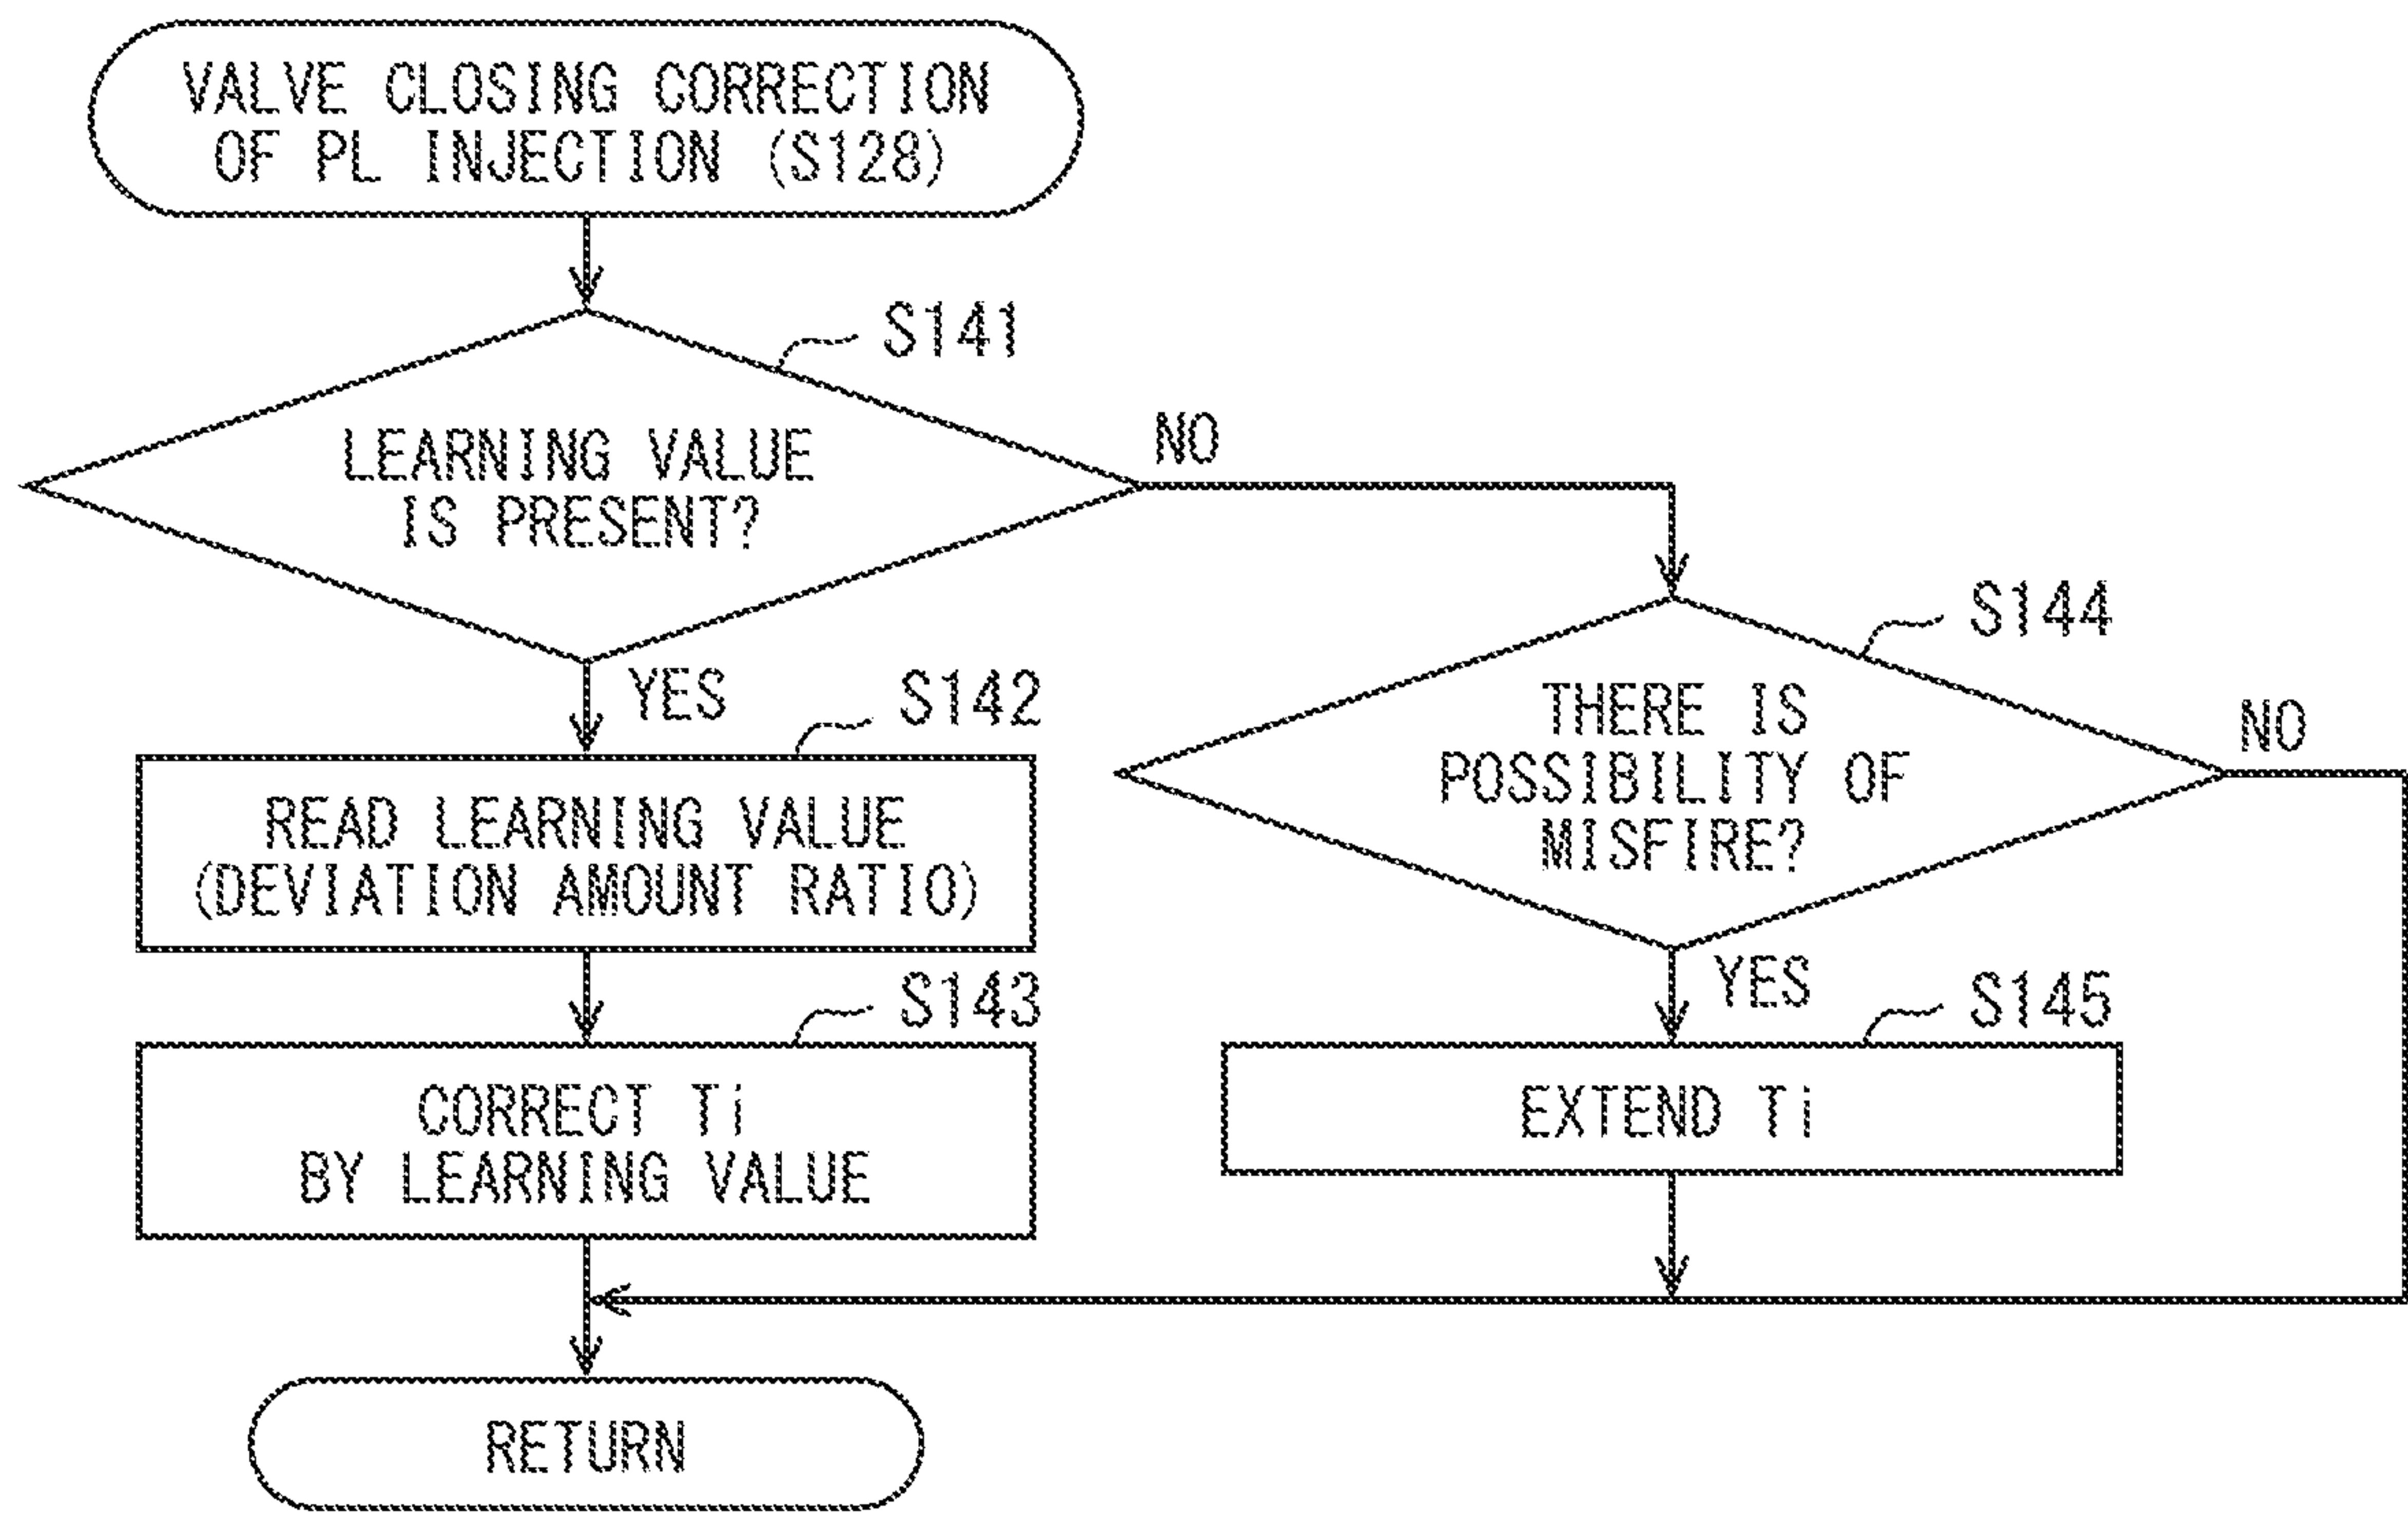 VALVE CLOSING CORRECTION
OF PL INJECTION (S128)
S141
LEARNING VALUE
IS PRESENT?
NO
YES
S142
READ LEARNING VALUE
(DEVIATION AMOUNT RATIO)
S143
CORRECT Ti
BY LEARNING VALUE
S144
THERE IS
POSSIBILITY OF
MISFIRE?
NO
YES
S145
EXTEND Ti
RETURN